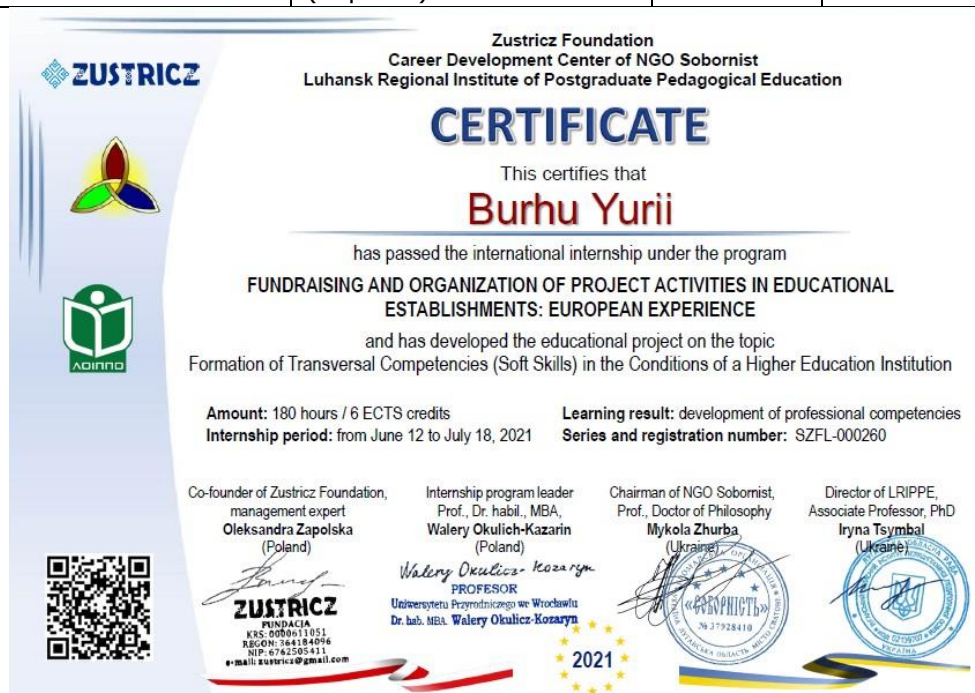 ZUSTRICZ
Zustricz Foundation
Career Development Center of NGO Sobornist
Luhansk Regional Institute of Postgraduate Pedagogical Education
CERTIFICATE
This certifies that
Burhu Yurii
has passed the international internship under the program
FUNDRAISING AND ORGANIZATION OF PROJECT ACTIVITIES IN EDUCATIONAL
ESTABLISHMENTS: EUROPEAN EXPERIENCE
and has developed the educational project on the topic
Formation of Transversal Competencies (Soft Skills) in the Conditions of a Higher Education Institution
ЛОІППО
Amount: 180 hours / 6 ECTS credits
Internship period: from June 12 to July 18, 2021
Learning result: development of professional competencies
Series and registration number: SZFL-000260
Co-founder of Zustricz Foundation,
management expert
Oleksandra Zapolska
(Poland)
Internship program leader
Prof., Dr. habil., MBA,
Walery Okulich-Kazarin
(Poland)
Chairman of NGO Sobornist,
Prof., Doctor of Philosophy
Mykola Zhurba
(Ukraine)
Director of LRIPPE,
Associate Professor, PhD
Iryna Tsymbal
(Ukraine)
ZUSTRICZ
FUNDACJA
KRS: 0000611051
REGON: 364184096
NIP: 6762505411
e-mail: zustricz@gmail.com
Walery Okulicz-Kozaryn
PROFESOR
Uniwersytetu Przyrodniczego we Wrocławiu
Dr. hab. MBA Walery Okulicz-Kozaryn
«СОБОРНІСТЬ»
№ 37928410
УКРАЇНА
2021